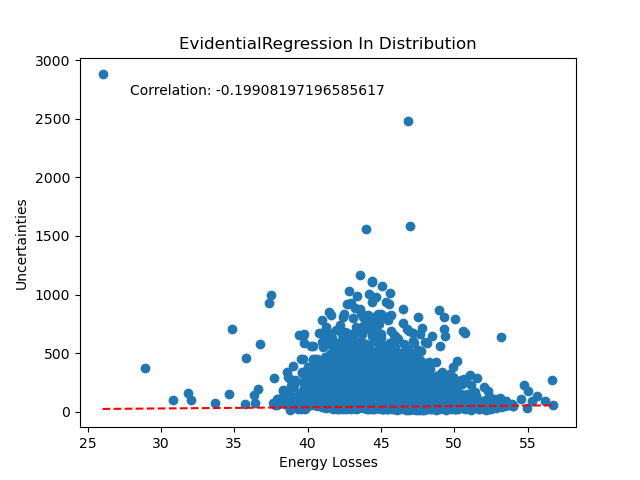 EvidentialRegression In Distribution
3000
Correlation: -0.19908197196585617
2500
2000
1500
1000
500
0
Uncertainties
25 30 35 40 45 50 55
Energy Losses